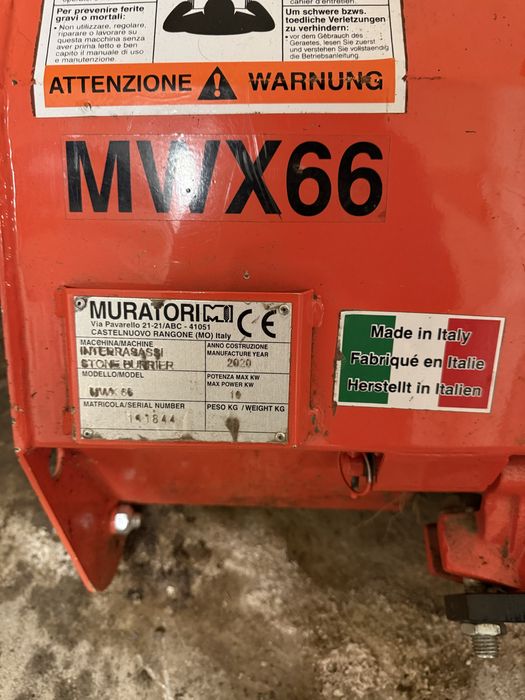 Per prevenire ferite
gravi o mortali:
• Non utilizzare, regolare,
riparare o lavorare su
questa macchina senza
aver prima letto e ben
capito il manuale di uso
e manutenzione.
cahier d'entretien.
Um schwere bzws.
toedliche Verletzungen
zu verhindern:
• vor dem Gebrauch des
Geraetes, lesen Sie zuerst
und verstehen Sie vollstaendig
die Betriebsanleitung.
ATTENZIONE WARNUNG
MWX66
MURATORI M CE
Via Pavarello 21-21/ABC - 41051
CASTELNUOVO RANGONE (MO) Italy
MACCHINA/MACHINE
INTERRASASSI
STONE BURRIER
ANNO COSTRUZIONE
MANUFACTURE YEAR
2020
MODELLO/MODEL
MWX 66
POTENZA MAX KW
MAX POWER KW
MATRICOLA/SERIAL NUMBER
141844
PESO KG / WEIGHT KG
Made in Italy
Fabriqué en Italie
Herstellt in Italien